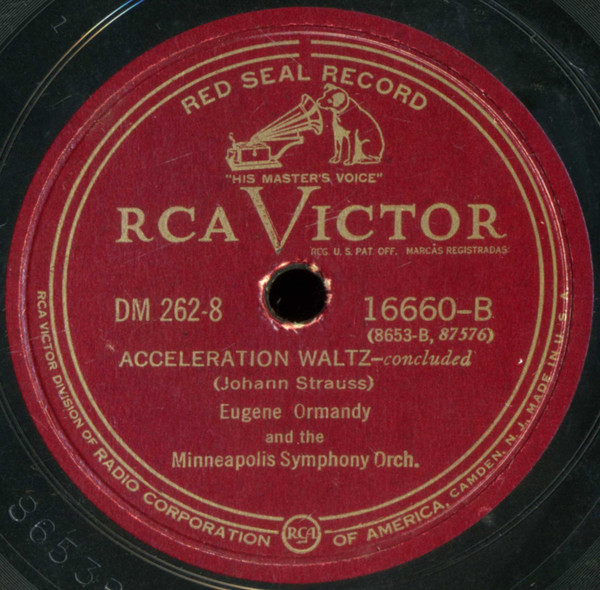 RED SEAL RECORD
"HIS MASTER'S VOICE"
RCA VICTOR
REG. U. S. PAT. OFF. MARCAS REGISTRADAS
DM 262-8
16660-B
(8653-B, 87576)
ACCELERATION WALTZ-concluded
(Johann Strauss)
Eugene Ormandy
and the
Minneapolis Symphony Orch.
RCA VICTOR DIVISION OF RADIO CORPORATION OF AMERICA, CAMDEN, N. J., MADE IN U. S. A.
RCA
8653